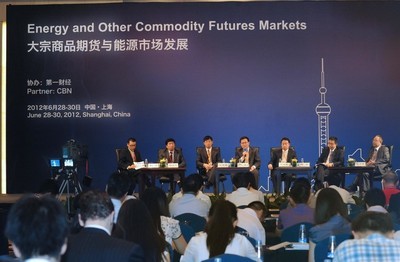 Energy and Other Commodity Futures Markets
大宗商品期货与能源市场发展
协办：第一财经
Partner: CBN
2012年6月28-30日 中国·上海
June 28-30, 2012, Shanghai, China